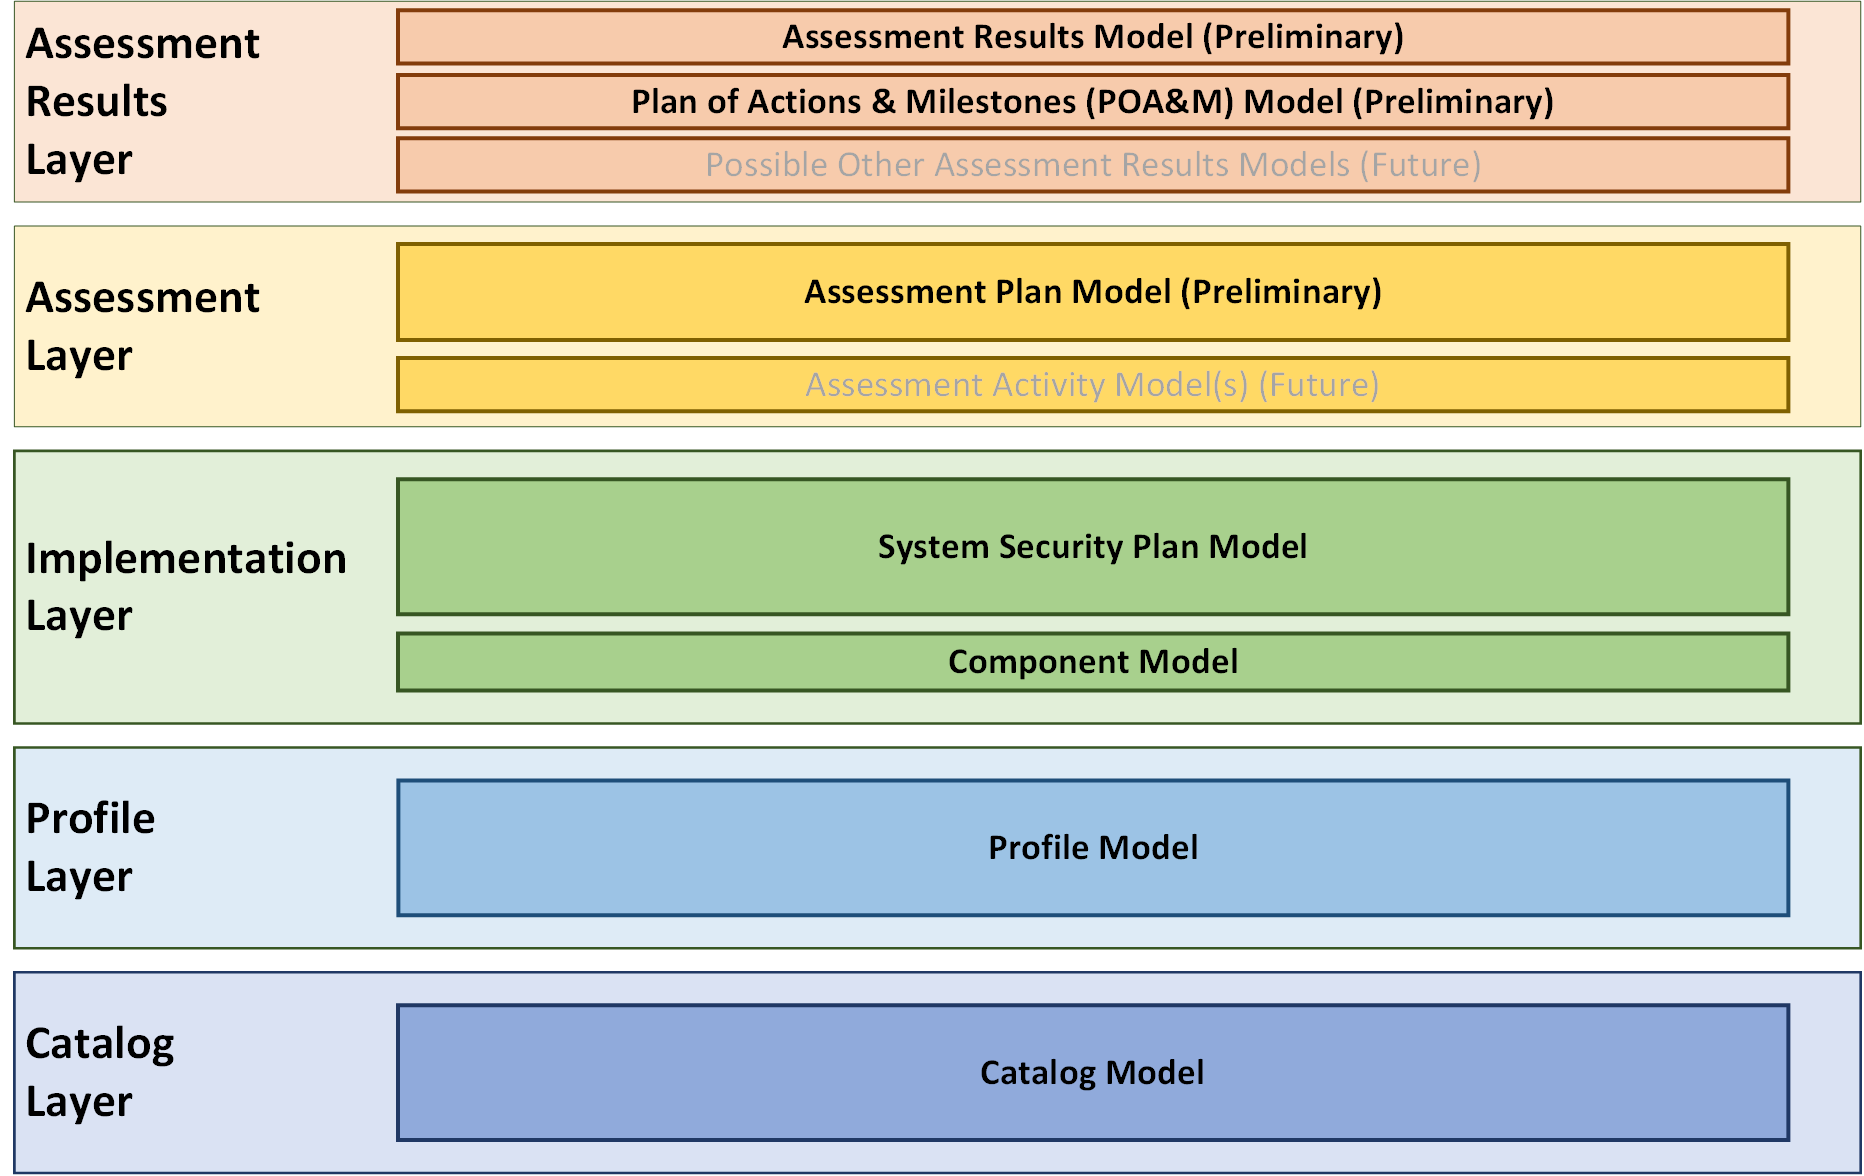 Assessment
Results
Layer
Assessment Results Model (Preliminary)
Plan of Actions & Milestones (POA&M) Model (Preliminary)
Possible Other Assessment Results Models (Future)
Assessment
Layer
Assessment Plan Model (Preliminary)
Assessment Activity Model(s) (Future)
Implementation
Layer
System Security Plan Model
Component Model
Profile
Layer
Profile Model
Catalog
Layer
Catalog Model